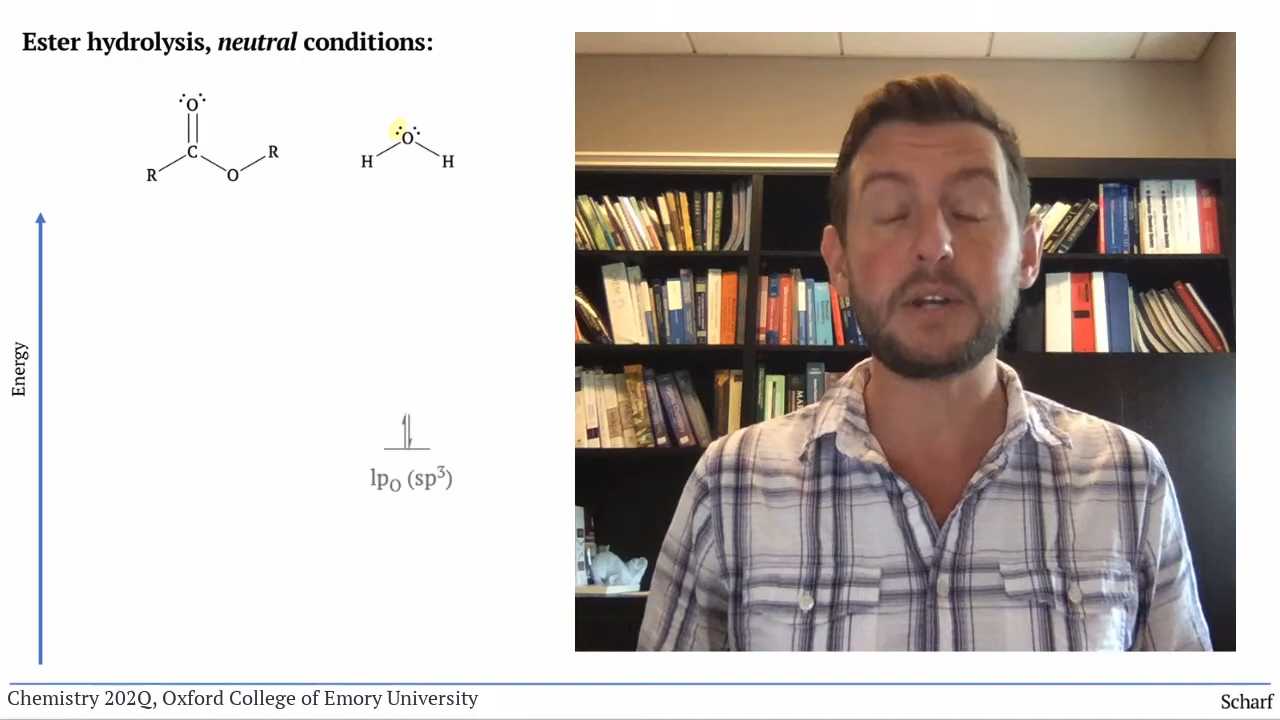 Ester hydrolysis, neutral conditions:
O
C
R
O
R
O
H
H
Energy
lpO (sp³)
Chemistry 202Q, Oxford College of Emory University
Scharf